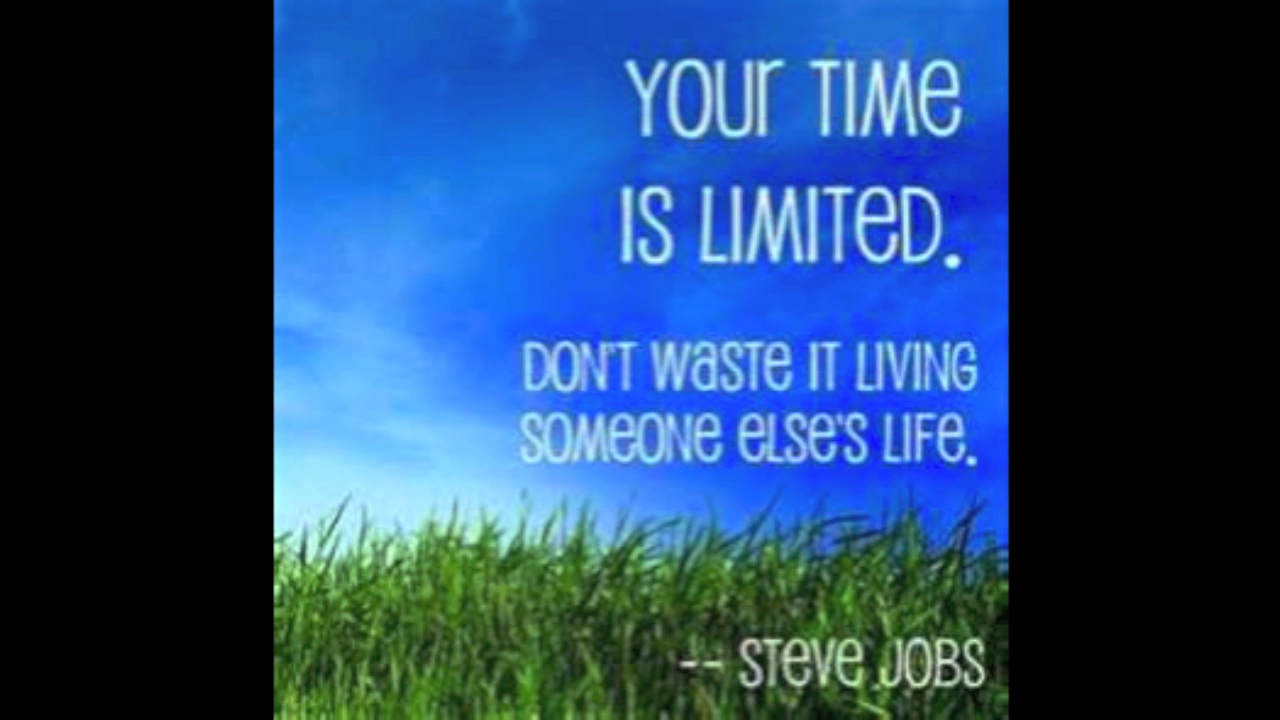 Your Time
is Limited.
Don't waste it living
someone else's life.
-- Steve Jobs